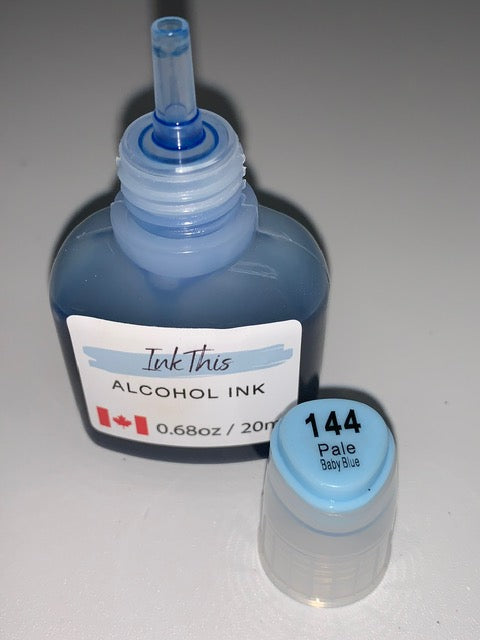 InkThis
ALCOHOL INK
0.68oz / 20m
144
Pale
Baby Blue